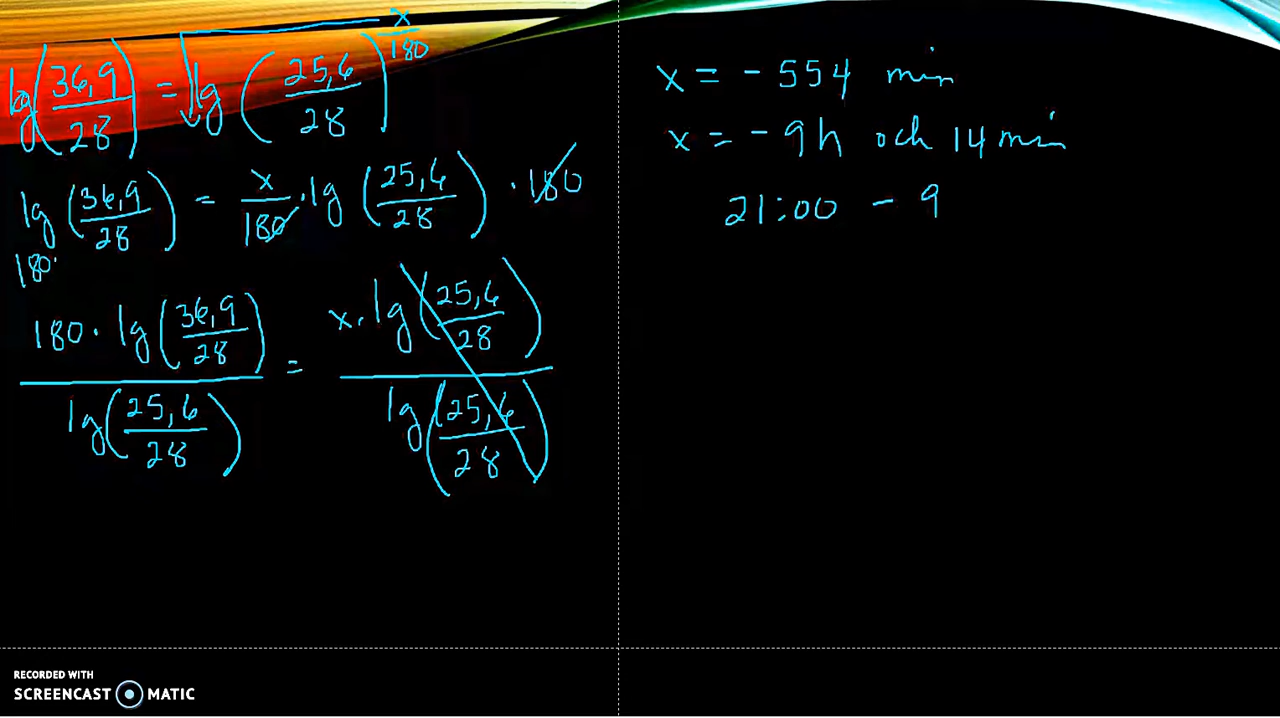 lg(36,9/28) = lg(25,6/28)^(x/180)
lg(36,9/28) = x/180 · lg(25,6/28) · 180
180·
180 · lg(36,9/28) / lg(25,6/28) = x · lg(25,6/28) / lg(25,6/28)
x = - 554 min
x = - 9h och 14 min
21:00 - 9
RECORDED WITH
SCREENCAST MATIC